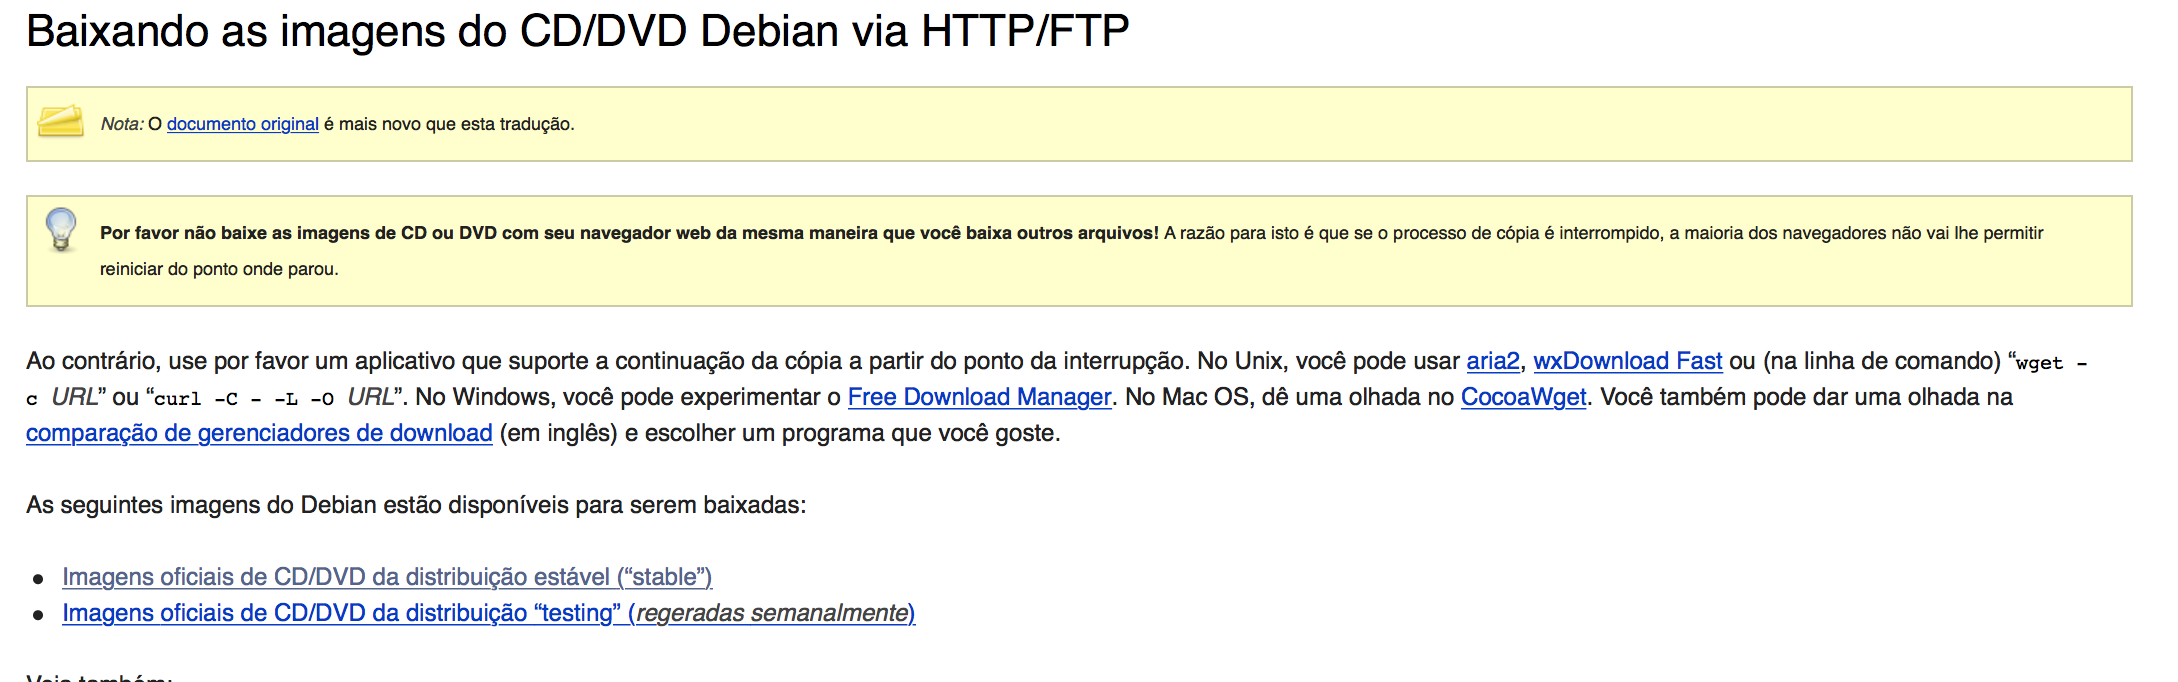 Baixando as imagens do CD/DVD Debian via HTTP/FTP
Nota: O documento original é mais novo que esta tradução.
Por favor não baixe as imagens de CD ou DVD com seu navegador web da mesma maneira que você baixa outros arquivos! A razão para isto é que se o processo de cópia é interrompido, a maioria dos navegadores não vai lhe permitir
reiniciar do ponto onde parou.
Ao contrário, use por favor um aplicativo que suporte a continuação da cópia a partir do ponto da interrupção. No Unix, você pode usar aria2, wxDownload Fast ou (na linha de comando) “wget -
c URL” ou “curl -C - -L -O URL”. No Windows, você pode experimentar o Free Download Manager. No Mac OS, dê uma olhada no CocoaWget. Você também pode dar uma olhada na
comparação de gerenciadores de download (em inglês) e escolher um programa que você goste.
As seguintes imagens do Debian estão disponíveis para serem baixadas:
• Imagens oficiais de CD/DVD da distribuição estável (“stable”)
• Imagens oficiais de CD/DVD da distribuição “testing” (regeradas semanalmente)
Veja também: